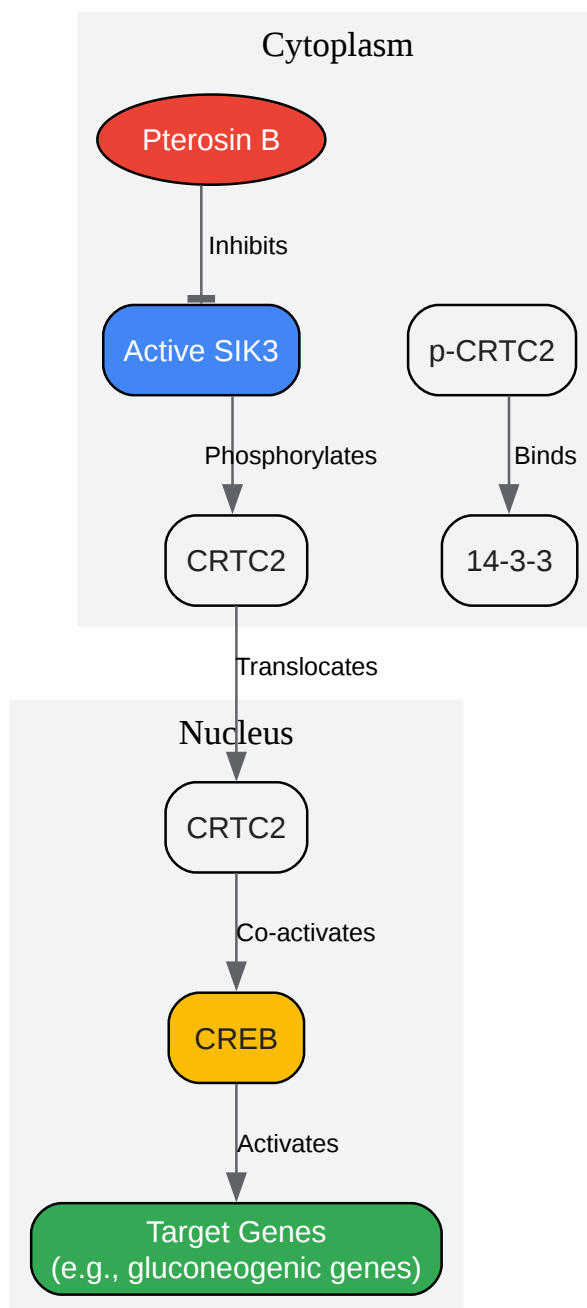 Cytoplasm
Pterosin B
Inhibits
Active SIK3
p-CRTC2
Phosphorylates
Binds
CRTC2
14-3-3
Translocates
Nucleus
CRTC2
Co-activates
CREB
Activates
Target Genes
(e.g., gluconeogenic genes)